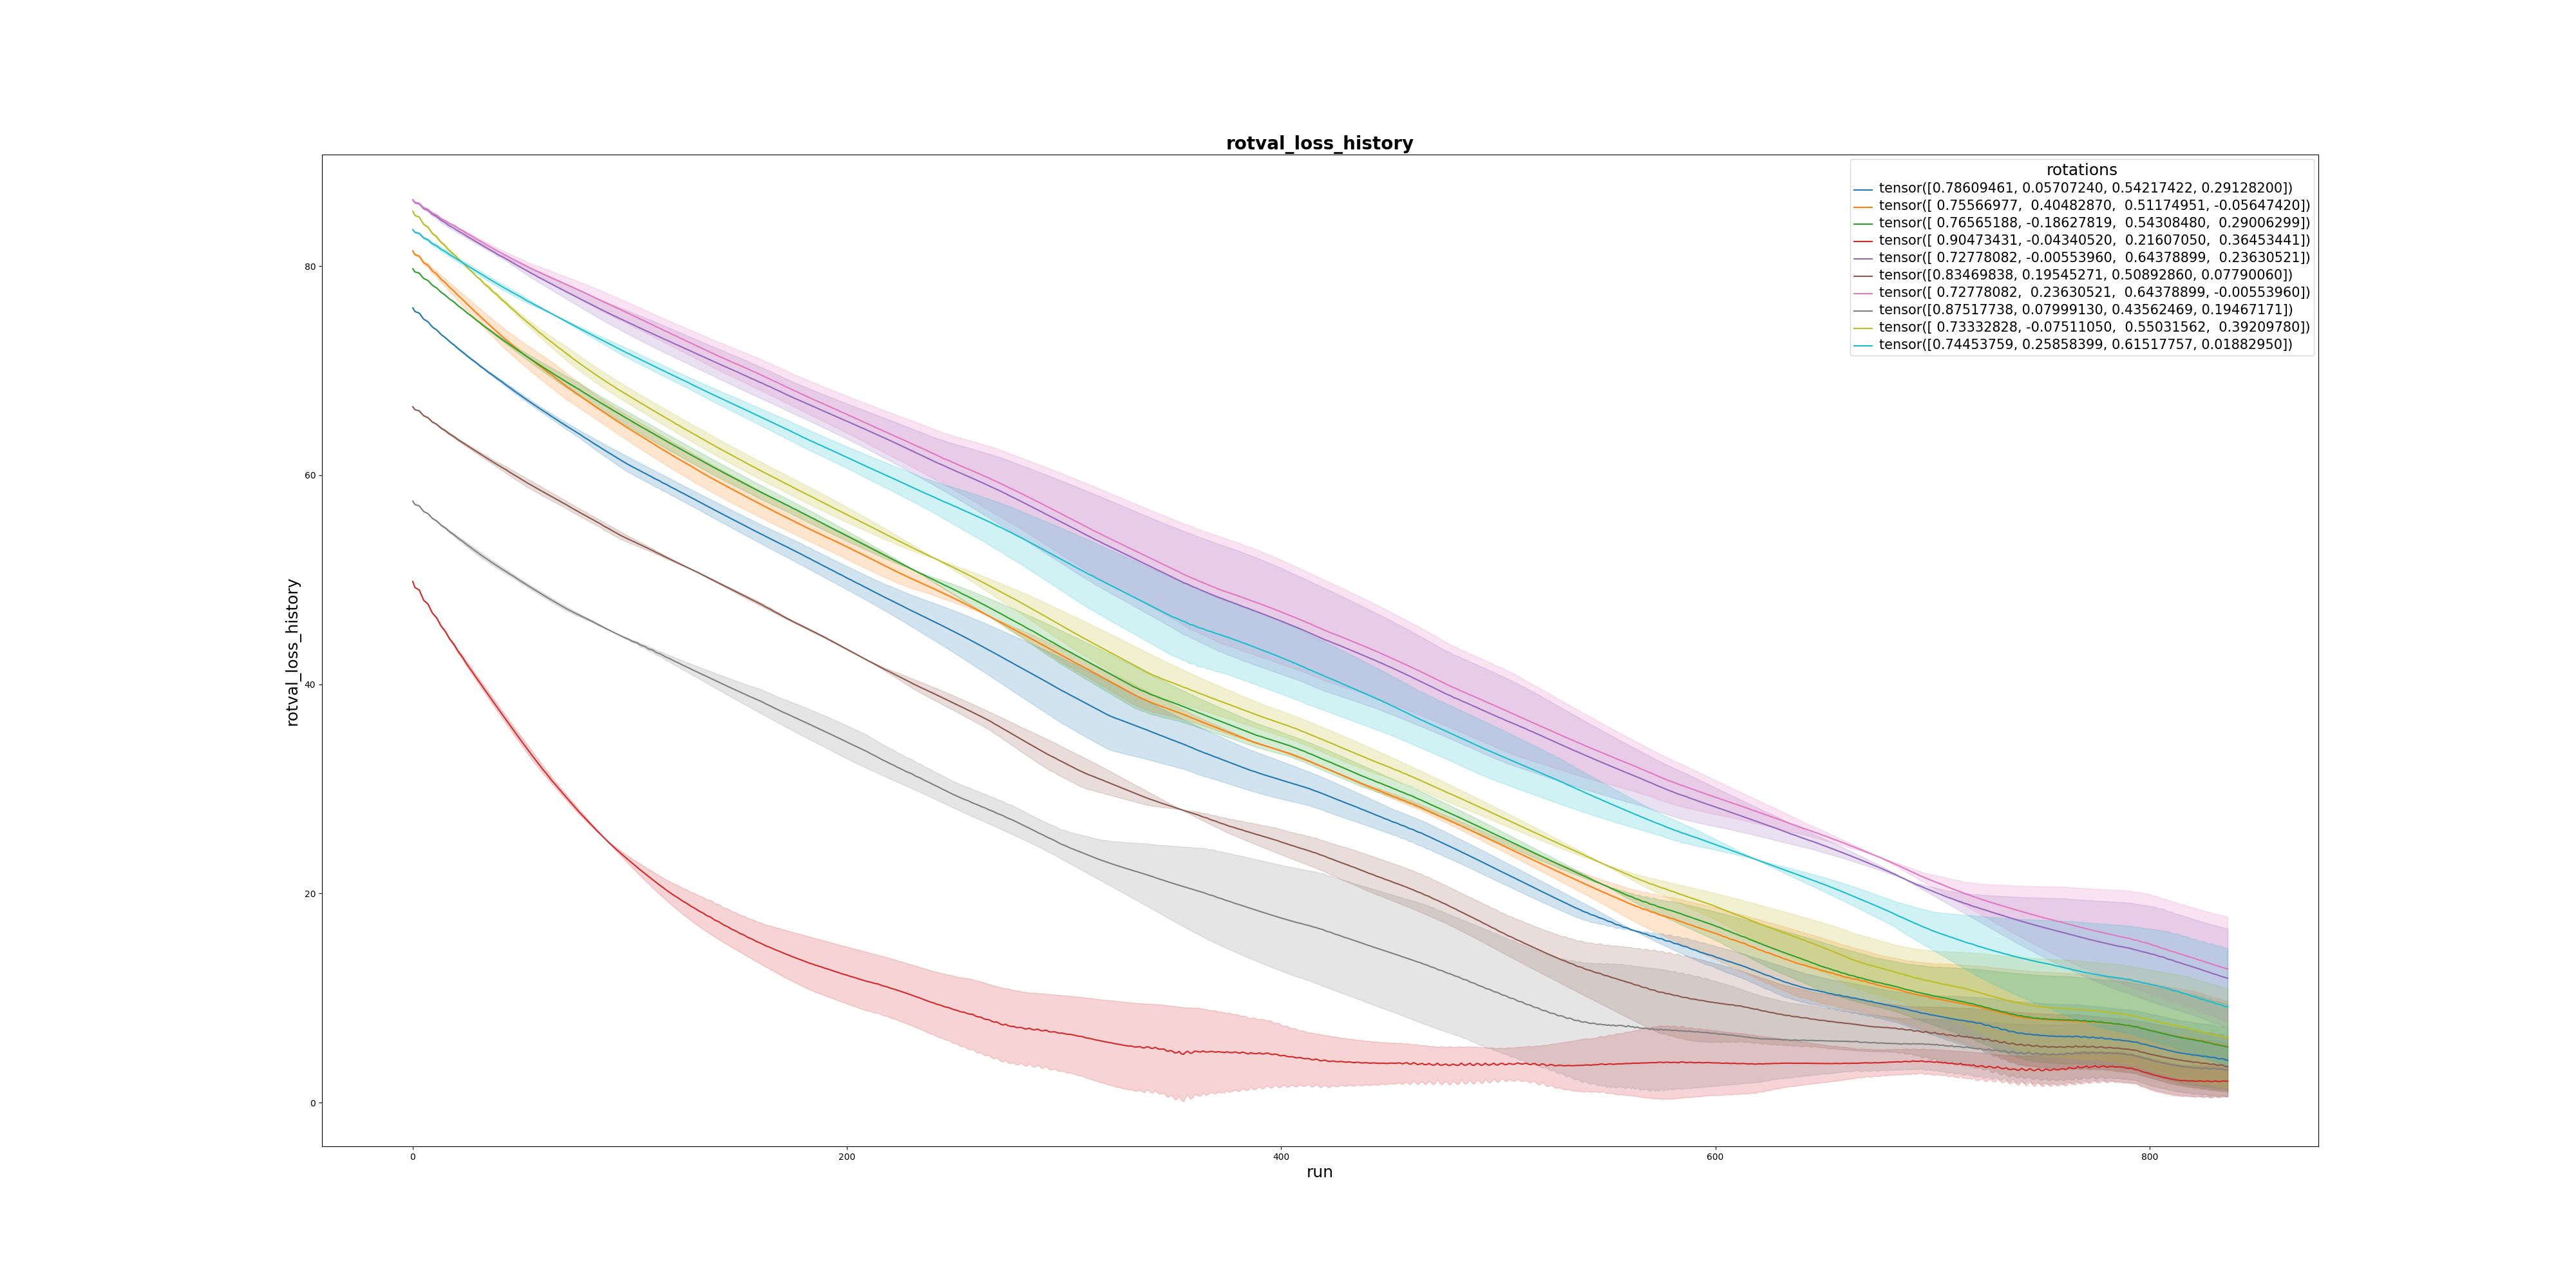 rotval_loss_history
rotations
tensor([0.78609461, 0.05707240, 0.54217422, 0.29128200])
tensor([ 0.75566977,  0.40482870,  0.51174951, -0.05647420])
tensor([ 0.76565188, -0.18627819,  0.54308480,  0.29006299])
tensor([ 0.90473431, -0.04340520,  0.21607050,  0.36453441])
tensor([ 0.72778082, -0.00553960,  0.64378899,  0.23630521])
tensor([0.83469838, 0.19545271, 0.50892860, 0.07790060])
tensor([ 0.72778082,  0.23630521,  0.64378899, -0.00553960])
tensor([0.87517738, 0.07999130, 0.43562469, 0.19467171])
tensor([ 0.73332828, -0.07511050,  0.55031562,  0.39209780])
tensor([0.74453759, 0.25858399, 0.61517757, 0.01882950])
80
60
40
20
0
rotval_loss_history
0 200 400 600 800
run